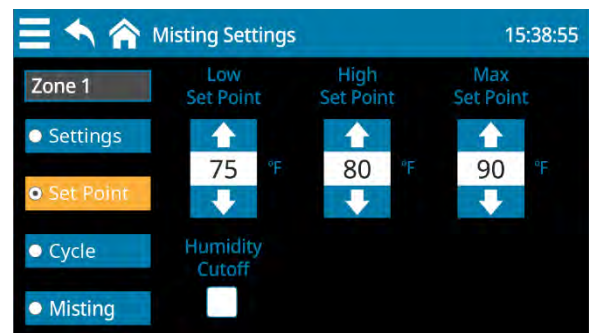 Misting Settings 15:38:55
Zone 1
Settings
Set Point
Cycle
Misting
Low
Set Point
75 °F
High
Set Point
80 °F
Max
Set Point
90 °F
Humidity
Cutoff